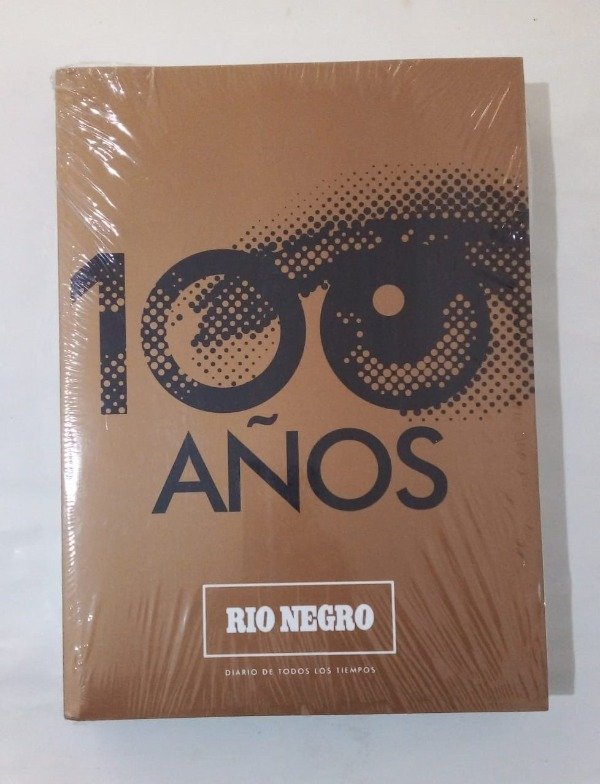 100
AÑOS
RIO NEGRO
DIARIO DE TODOS LOS TIEMPOS